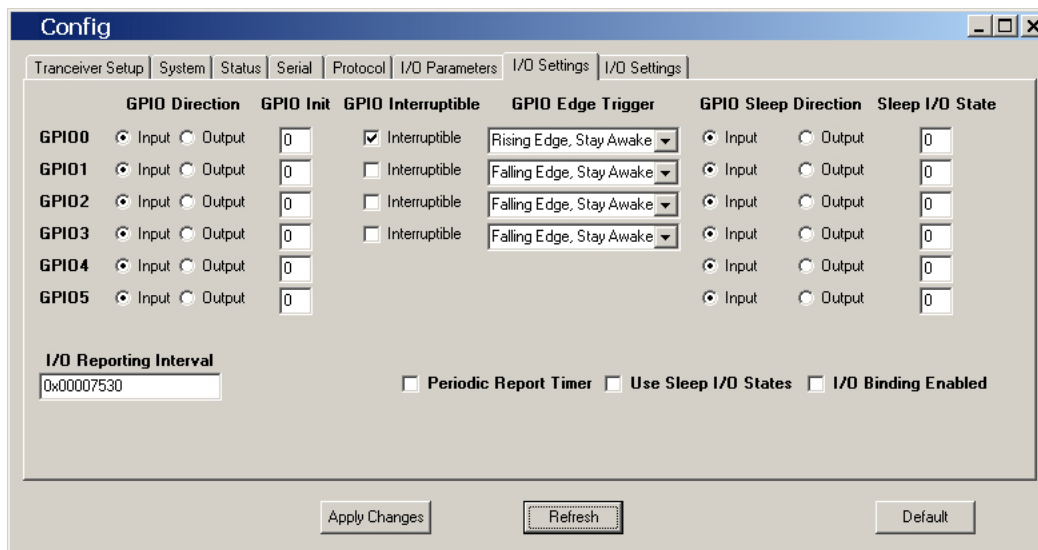 Config
Tranceiver Setup System Status Serial Protocol I/O Parameters I/O Settings I/O Settings
GPIO Direction GPIO Init GPIO Interruptible GPIO Edge Trigger GPIO Sleep Direction Sleep I/O State
GPIO0 Input Output 0 Interruptible Rising Edge, Stay Awake Input Output 0
GPIO1 Input Output 0 Interruptible Falling Edge, Stay Awake Input Output 0
GPIO2 Input Output 0 Interruptible Falling Edge, Stay Awake Input Output 0
GPIO3 Input Output 0 Interruptible Falling Edge, Stay Awake Input Output 0
GPIO4 Input Output 0 Input Output 0
GPIO5 Input Output 0 Input Output 0
I/O Reporting Interval
0x00007530 Periodic Report Timer Use Sleep I/O States I/O Binding Enabled
Apply Changes Refresh Default